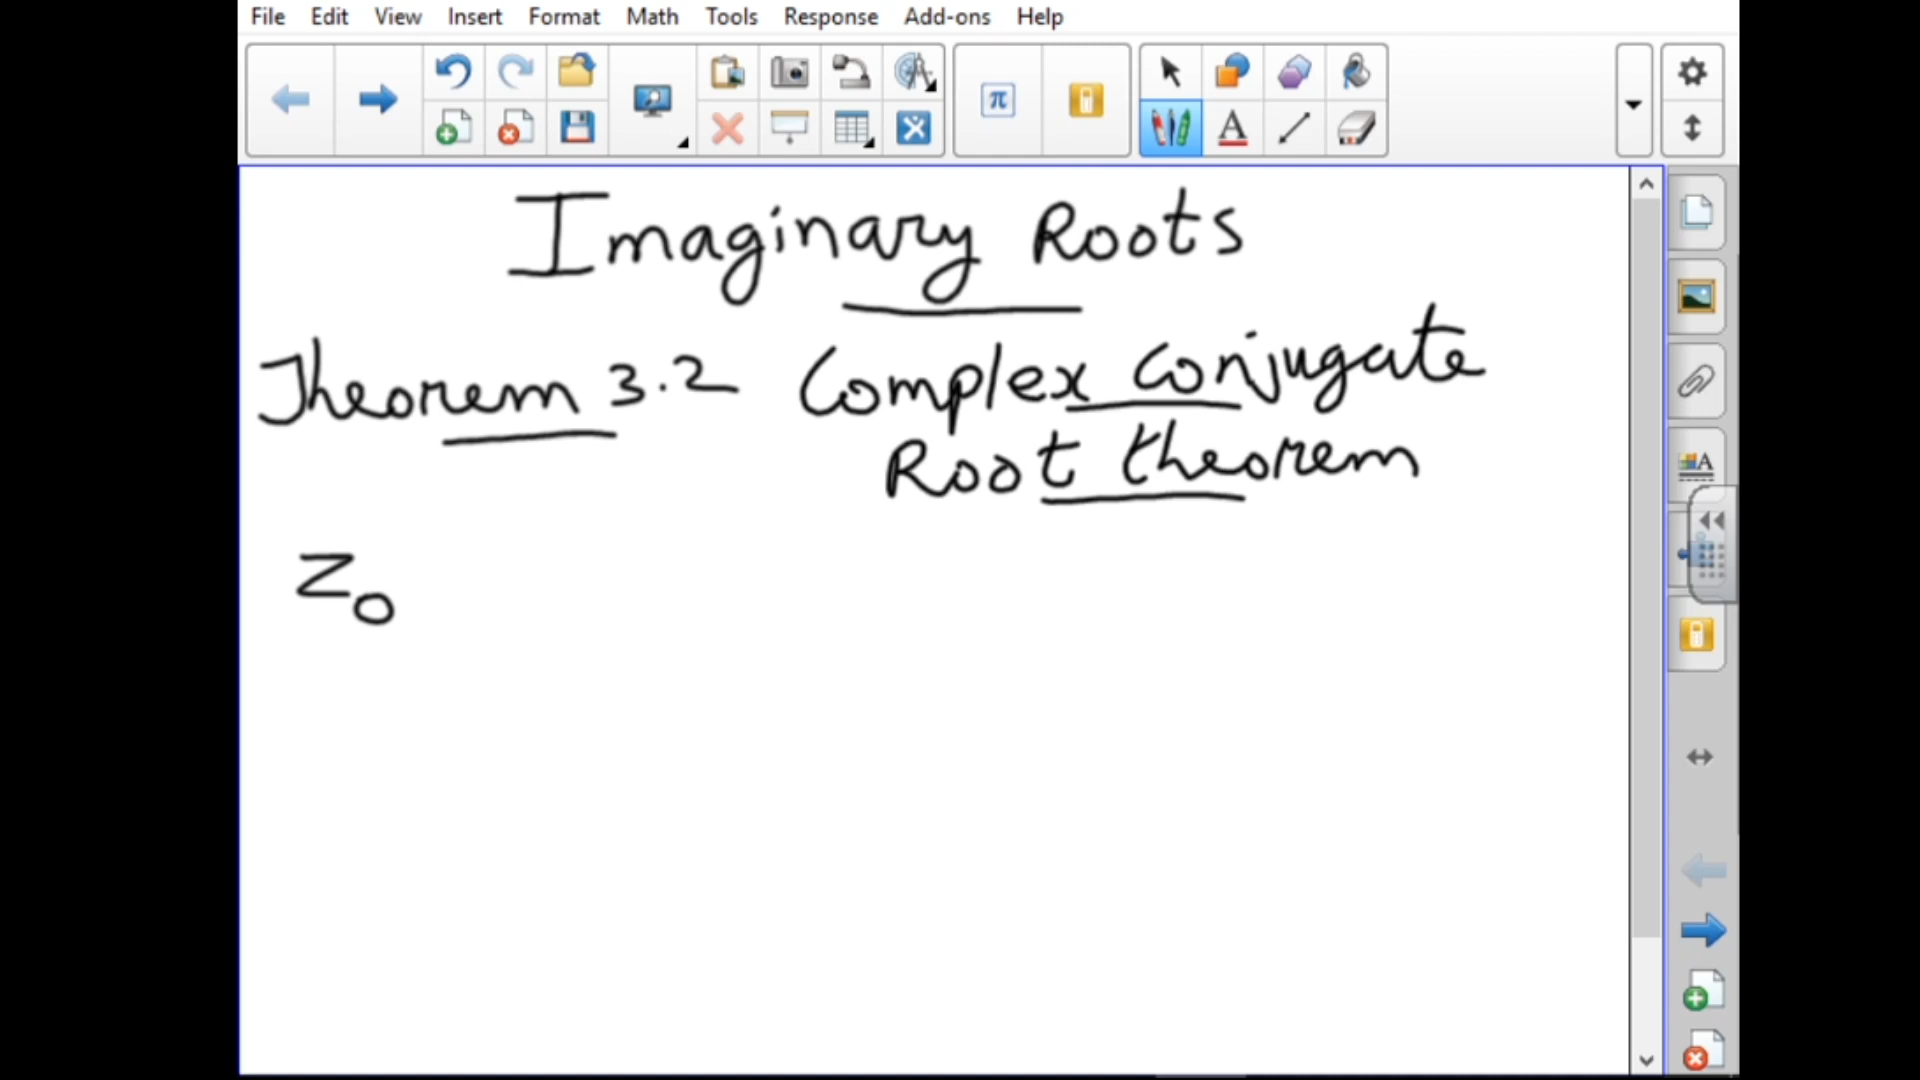 File Edit View Insert Format Math Tools Response Add-ons Help
π
A
A
Imaginary Roots
Theorem 3.2 Complex Conjugate
Root theorem
Z₀